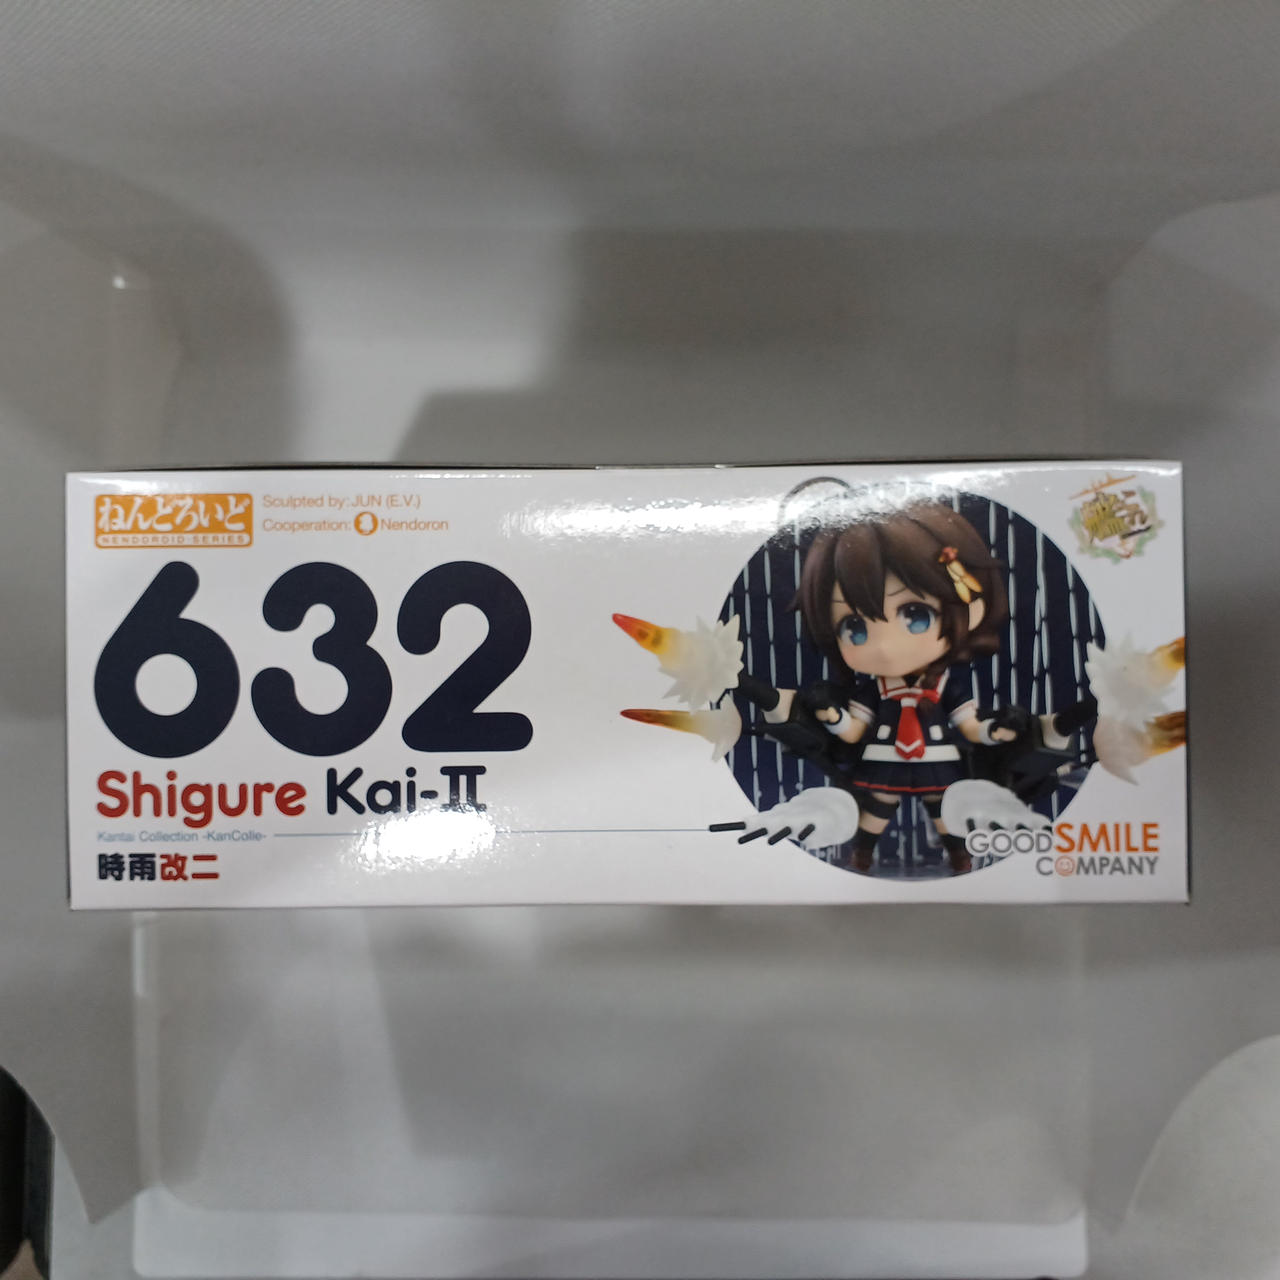 ねんどろいど
NENDOROID·SERIES
Sculpted by: JUN (E.V.)
Cooperation: Nendoron
632
Shigure Kai-II
Kantai Collection -KanColle-
時雨改二
GOODSMILE
COMPANY